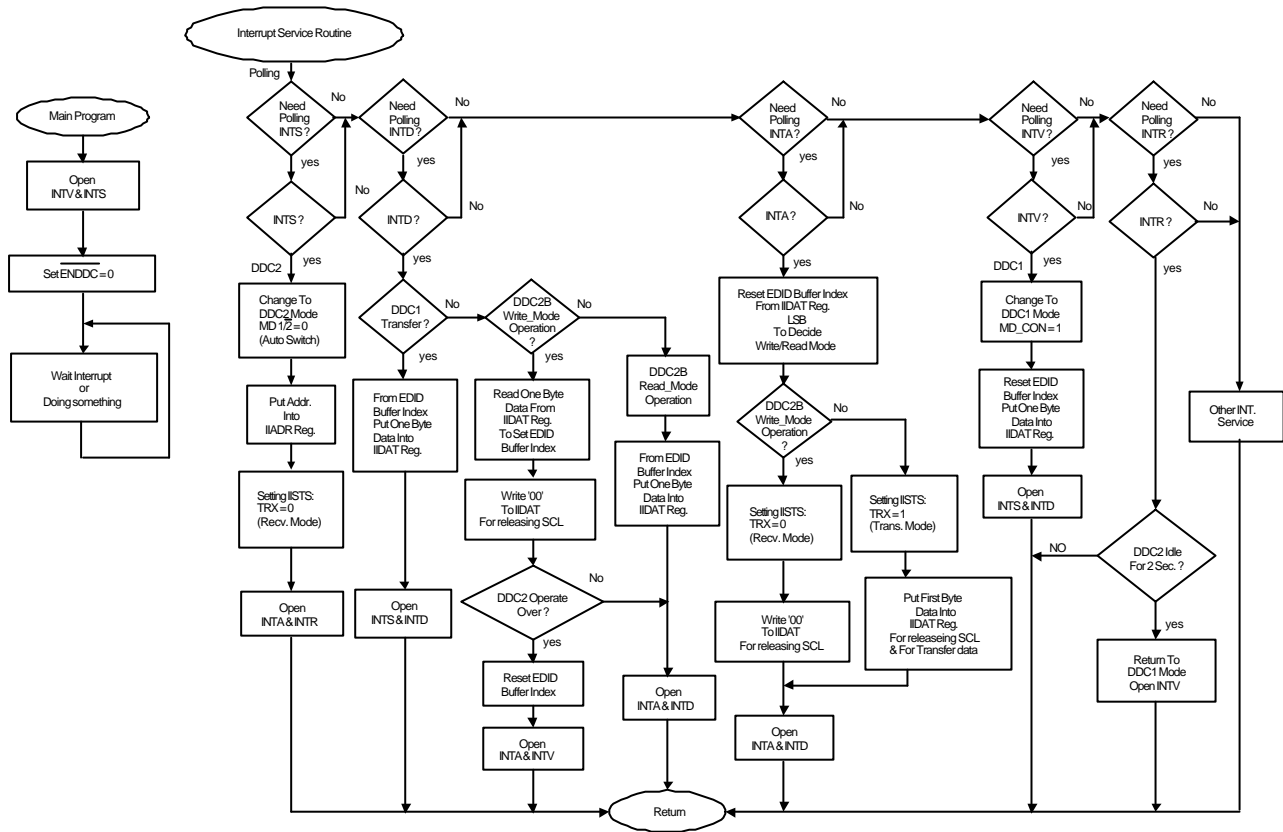 Interrupt Service Routine
Polling
Main Program
Open
INTV & INTS
Set ENDDC = 0
Wait Interrupt
or
Doing something
Need
Polling
INTS ?
No
yes
INTS ?
No
yes
DDC2
Change To
DDC2 Mode
MD 1/2 = 0
(Auto Switch)
Put Addr.
Into
IIADR Reg.
Setting IISTS:
TRX = 0
(Recv. Mode)
Open
INTA & INTR
Need
Polling
INTD ?
No
yes
INTD ?
No
yes
DDC1
Transfer ?
No
yes
From EDID
Buffer Index
Put One Byte
Data Into
IIDAT Reg.
Open
INTS & INTD
DDC2B
Write_Mode
Operation
?
No
yes
Read One Byte
Data From
IIDAT Reg.
To Set EDID
Buffer Index
Write '00'
To IIDAT
For releasing SCL
DDC2 Operate
Over ?
No
yes
Reset EDID
Buffer Index
Open
INTA & INTV
DDC2B
Read_Mode
Operation
From EDID
Buffer Index
Put One Byte
Data Into
IIDAT Reg.
Open
INTA & INTD
Need
Polling
INTA ?
No
yes
INTA ?
No
yes
Reset EDID Buffer Index
From IIDAT Reg.
LSB
To Decide
Write/Read Mode
DDC2B
Write_Mode
Operation
?
No
yes
Setting IISTS:
TRX = 0
(Recv. Mode)
Write '00'
To IIDAT
For releasing SCL
Setting IISTS:
TRX = 1
(Trans. Mode)
Put First Byte
Data Into
IIDAT Reg.
For releaseing SCL
& For Transfer data
Open
INTA & INTD
Need
Polling
INTV ?
No
yes
INTV ?
No
yes
DDC1
Change To
DDC1 Mode
MD_CON = 1
Reset EDID
Buffer Index
Put One Byte
Data Into
IIDAT Reg.
Open
INTS & INTD
Need
Polling
INTR ?
No
yes
INTR ?
No
yes
Other INT.
Service
DDC2 Idle
For 2 Sec. ?
NO
yes
Return To
DDC1 Mode
Open INTV
Return